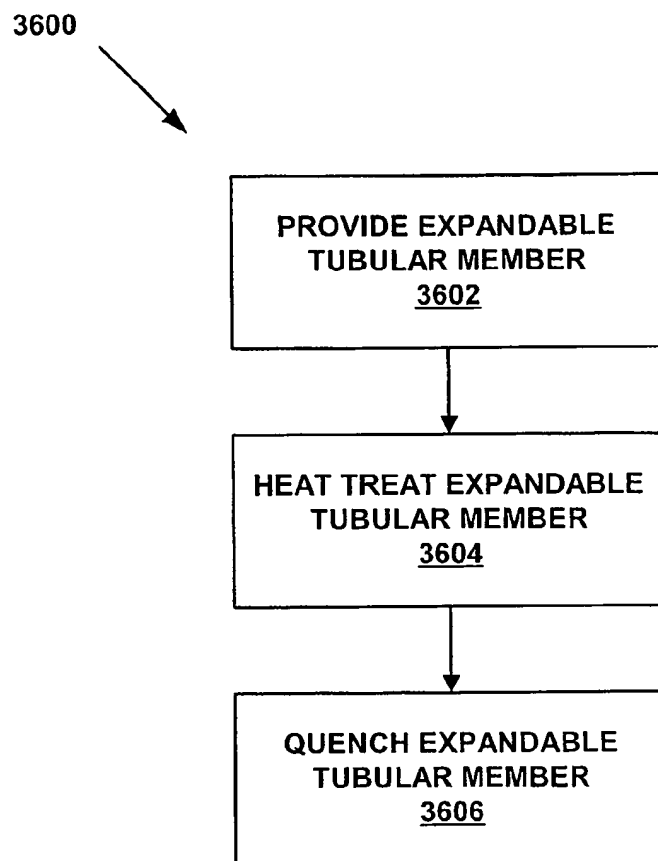 3600
PROVIDE EXPANDABLE
TUBULAR MEMBER
3602
HEAT TREAT EXPANDABLE
TUBULAR MEMBER
3604
QUENCH EXPANDABLE
TUBULAR MEMBER
3606